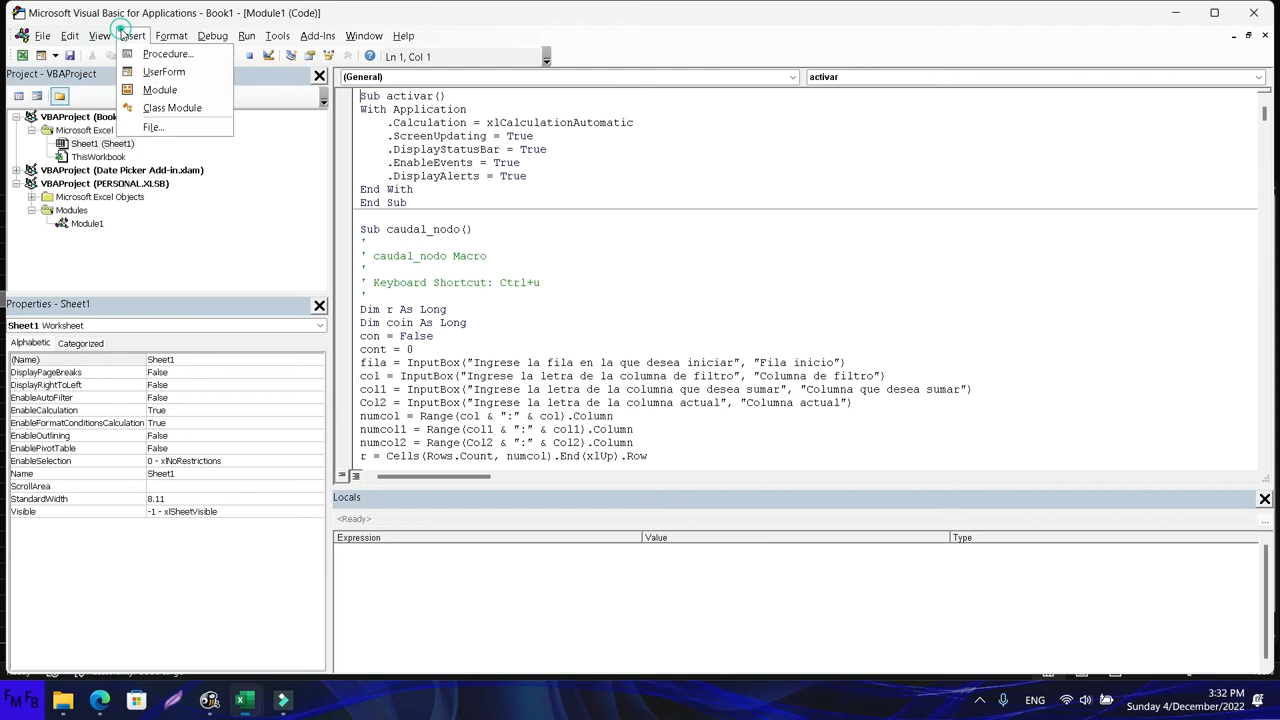 Microsoft Visual Basic for Applications - Book1 - [Module1 (Code)]
File Edit View Insert Format Debug Run Tools Add-Ins Window Help
Procedure...
UserForm
Module
Class Module
File...
Ln 1, Col 1
Project - VBAProject
VBAProject (Boo
Microsoft Excel
Sheet1 (Sheet1)
ThisWorkbook
VBAProject (Date Picker Add-in.xlam)
VBAProject (PERSONAL.XLSB)
Microsoft Excel Objects
Modules
Module1
Properties - Sheet1
Sheet1 Worksheet
Alphabetic Categorized
(Name) Sheet1
DisplayPageBreaks False
DisplayRightToLeft False
EnableAutoFilter False
EnableCalculation True
EnableFormatConditionsCalculation True
EnableOutlining False
EnablePivotTable False
EnableSelection 0 - xlNoRestrictions
Name Sheet1
ScrollArea
StandardWidth 8.11
Visible -1 - xlSheetVisible
(General) activar
Sub activar()
With Application
.Calculation = xlCalculationAutomatic
.ScreenUpdating = True
.DisplayStatusBar = True
.EnableEvents = True
.DisplayAlerts = True
End With
End Sub
Sub caudal_nodo()
'
' caudal_nodo Macro
'
' Keyboard Shortcut: Ctrl+u
'
Dim r As Long
Dim coin As Long
con = False
cont = 0
fila = InputBox("Ingrese la fila en la que desea iniciar", "Fila inicio")
col = InputBox("Ingrese la letra de la columna de filtro", "Columna de filtro")
col1 = InputBox("Ingrese la letra de la columna que desea sumar", "Columna que desea sumar")
Col2 = InputBox("Ingrese la letra de la columna actual", "Columna actual")
numcol = Range(col & ":" & col).Column
numcol1 = Range(col1 & ":" & col1).Column
numcol2 = Range(Col2 & ":" & Col2).Column
r = Cells(Rows.Count, numcol).End(xlUp).Row
Locals
<Ready>
Expression Value Type
FM FB
ENG
3:32 PM
Sunday 4/December/2022